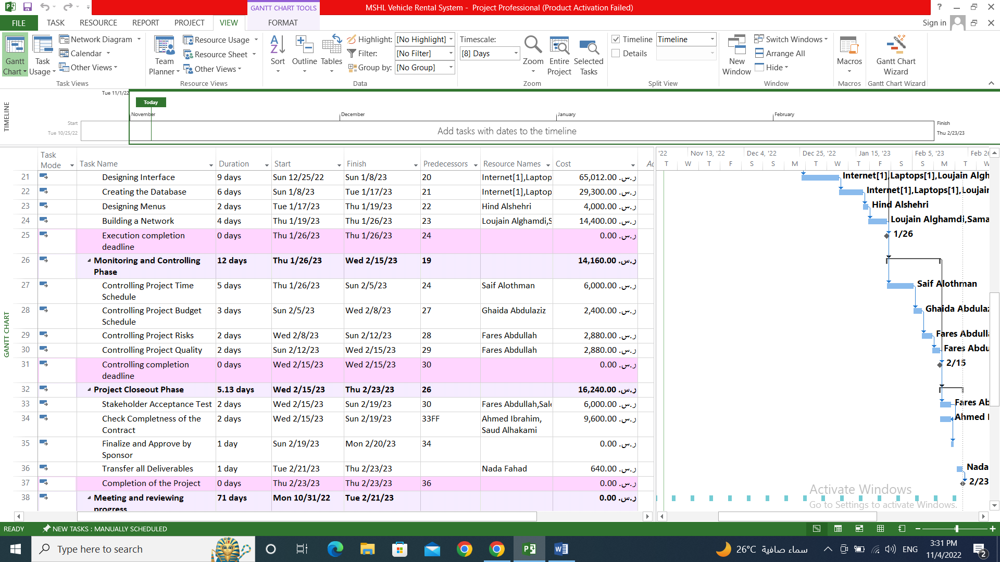 GANTT CHART TOOLS
MSHL Vehicle Rental System - Project Professional (Product Activation Failed)
FILE TASK RESOURCE REPORT PROJECT VIEW FORMAT Sign in
Gantt Chart
Task Usage
Network Diagram
Calendar
Other Views
Task Views
Team Planner
Resource Usage
Resource Sheet
Other Views
Resource Views
Sort
Outline
Tables
Highlight: [No Highlight]
Filter: [No Filter]
Group by: [No Group]
Data
Timescale:
[8] Days
Zoom
Entire Project
Selected Tasks
Zoom
Timeline Timeline
Details
Split View
New Window
Switch Windows
Arrange All
Hide
Window
Macros
Macros
Gantt Chart Wizard
Gantt Chart Wizard
TIMELINE
Tue 11/1/22
Today
November December January February
Start
Tue 10/25/22
Add tasks with dates to the timeline
Finish
Thu 2/23/23
GANTT CHART
Task Mode Task Name Duration Start Finish Predecessors Resource Names Cost Ac
21 Designing Interface 9 days Sun 12/25/22 Sun 1/8/23 20 Internet[1],Laptop ر.س. 65,012.00
22 Creating the Database 6 days Sun 1/8/23 Tue 1/17/23 21 Internet[1],Laptop ر.س. 29,300.00
23 Designing Menus 2 days Tue 1/17/23 Thu 1/19/23 22 Hind Alshehri ر.س. 4,000.00
24 Building a Network 4 days Thu 1/19/23 Thu 1/26/23 23 Loujain Alghamdi,S ر.س. 14,400.00
25 Execution completion deadline 0 days Thu 1/26/23 Thu 1/26/23 24 ر.س. 0.00
26 Monitoring and Controlling Phase 12 days Thu 1/26/23 Wed 2/15/23 19 ر.س. 14,160.00
27 Controlling Project Time Schedule 5 days Thu 1/26/23 Sun 2/5/23 24 Saif Alothman ر.س. 6,000.00
28 Controlling Project Budget Schedule 3 days Sun 2/5/23 Wed 2/8/23 27 Ghaida Abdulaziz ر.س. 2,400.00
29 Controlling Project Risks 2 days Wed 2/8/23 Sun 2/12/23 28 Fares Abdullah ر.س. 2,880.00
30 Controlling Project Quality 2 days Sun 2/12/23 Wed 2/15/23 29 Fares Abdullah ر.س. 2,880.00
31 Controlling completion deadline 0 days Wed 2/15/23 Wed 2/15/23 30 ر.س. 0.00
32 Project Closeout Phase 5.13 days Wed 2/15/23 Thu 2/23/23 26 ر.س. 16,240.00
33 Stakeholder Acceptance Test 2 days Wed 2/15/23 Sun 2/19/23 30 Fares Abdullah,Sale ر.س. 6,000.00
34 Check Completness of the Contract 2 days Wed 2/15/23 Sun 2/19/23 33FF Ahmed Ibrahim, Saud Alhakami ر.س. 9,600.00
35 Finalize and Approve by Sponsor 1 day Sun 2/19/23 Mon 2/20/23 34 ر.س. 0.00
36 Transfer all Deliverables 1 day Tue 2/21/23 Thu 2/23/23 Nada Fahad ر.س. 640.00
37 Completion of the Project 0 days Thu 2/23/23 Thu 2/23/23 36 ر.س. 0.00
38 Meeting and reviewing progress 71 days Mon 10/31/22 Tue 2/21/23 ر.س. 0.00
'22 Nov 13, '22 Dec 4, '22 Dec 25, '22 Jan 15, '23 Feb 5, '23 Feb 26
T W T F S S M T W T F S S M T W
Internet[1],Laptops[1],Loujain Algh
Internet[1],Laptops[1],Loujain
Hind Alshehri
Loujain Alghamdi,Sama
1/26
Saif Alothman
Ghaida Abdulaz
Fares Abdulla
Fares Abdu
2/15
Fares Ab
Ahmed I
Nada
2/23
Activate Windows
Go to Settings to activate Windows.
READY NEW TASKS : MANUALLY SCHEDULED
Type here to search
26°C سماء صافية
ENG
3:31 PM
11/4/2022
2